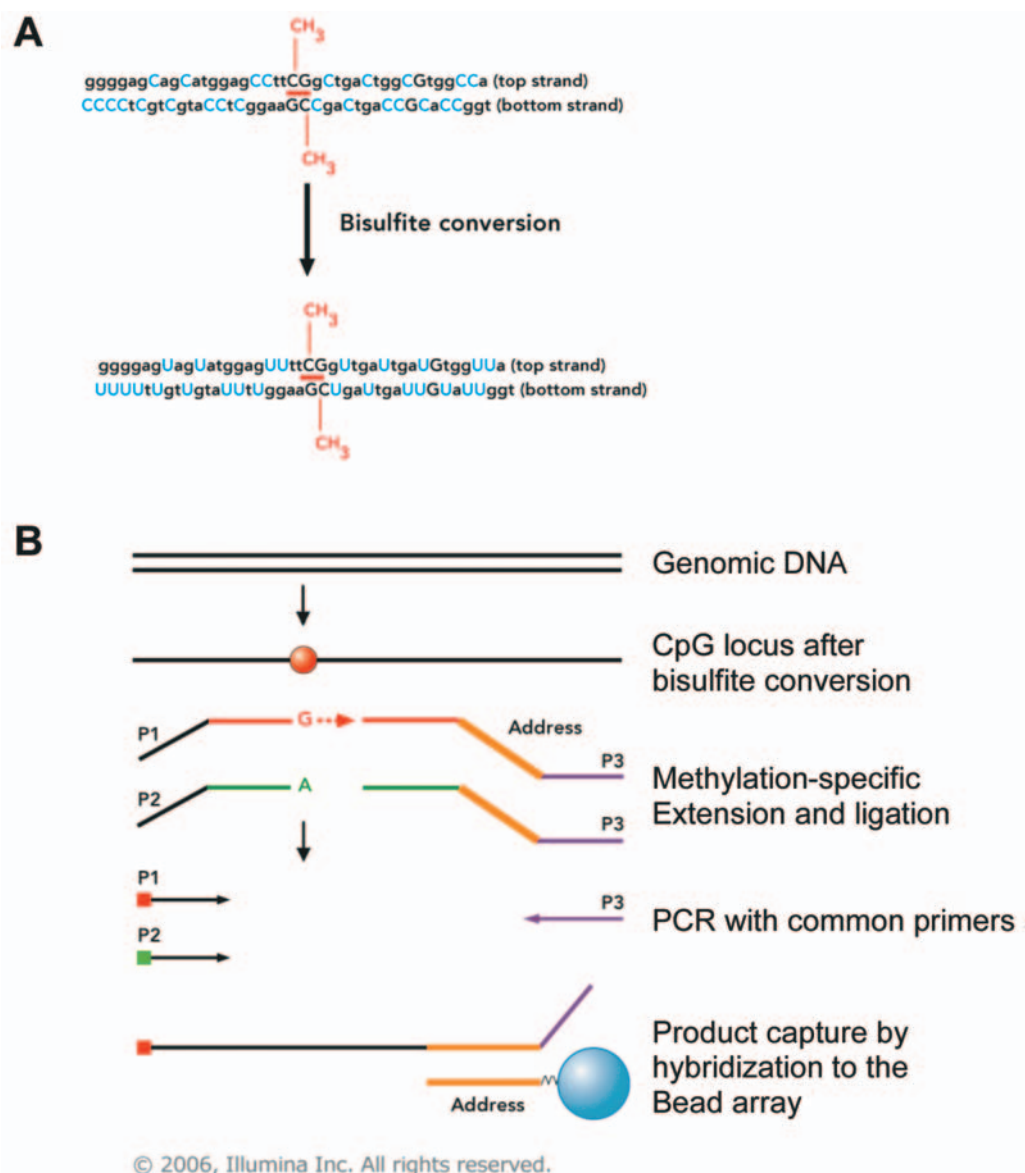 A
CH3
ggggagCagCatggagCCttCGgCtgaCtggCGtggCCa (top strand)
CCCCtCgtCgtaCCtCggaaGCCgaCtgaCCGCaCCggt (bottom strand)
CH3
Bisulfite conversion
CH3
ggggagUagUatggagUUttCGgUtgaUtgaUGtggUUa (top strand)
UUUUtUgtUgtaUUtUggaaGCUgaUtgaUUGUaUUggt (bottom strand)
CH3
B
Genomic DNA
CpG locus after
bisulfite conversion
P1
G
Address
P3
P2
A
P3
Methylation-specific
Extension and ligation
P1
P3
PCR with common primers
P2
Product capture by
hybridization to the
Bead array
Address
© 2006, Illumina Inc. All rights reserved.